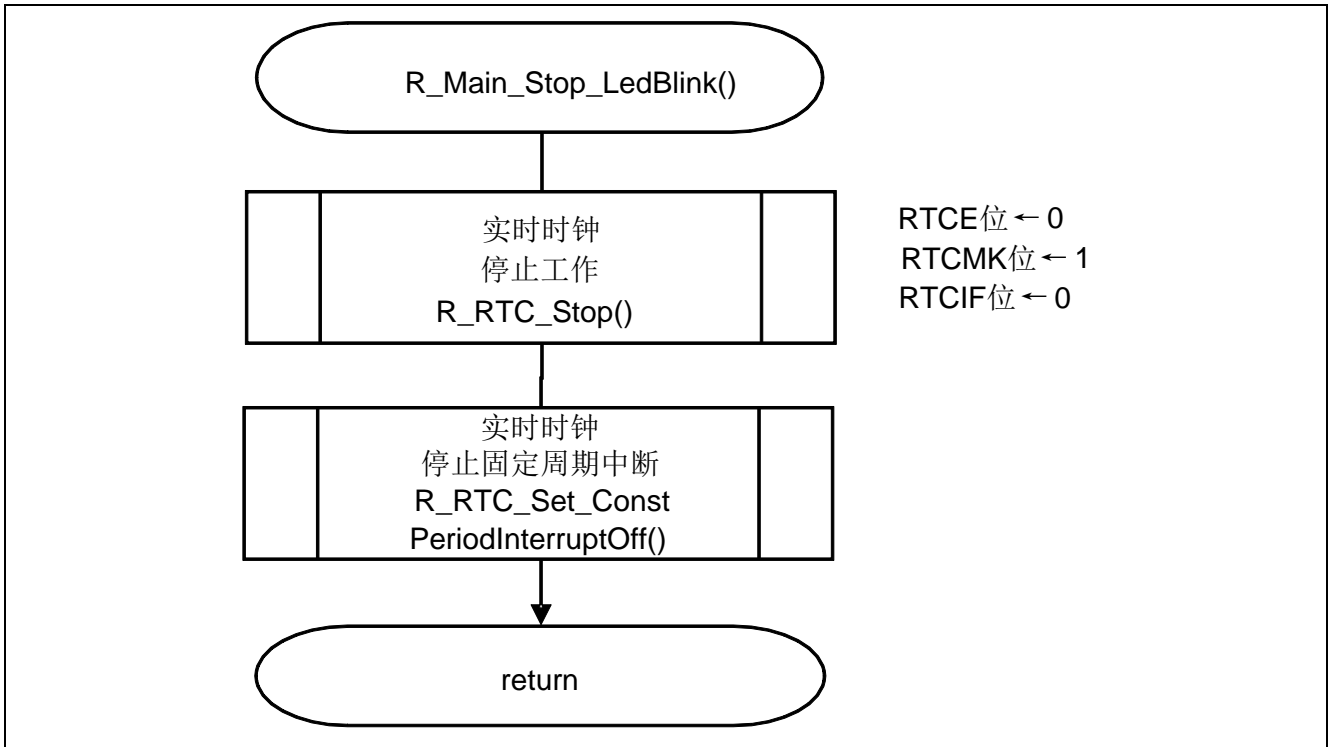 R_Main_Stop_LedBlink()
实时时钟
停止工作
R_RTC_Stop()
RTCE位←0
RTCMK位←1
RTCIF位←0
实时时钟
停止固定周期中断
R_RTC_Set_Const
PeriodInterruptOff()
return